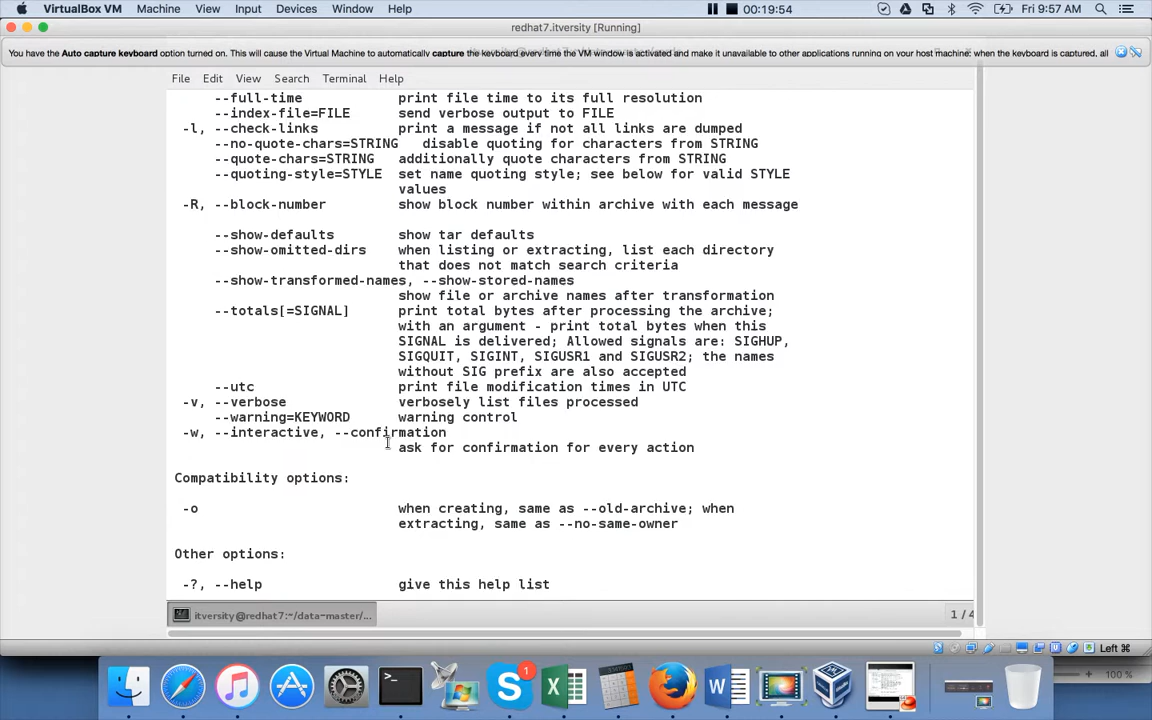 VirtualBox VM Machine View Input Devices Window Help 00:19:54 Fri 9:57 AM
redhat7.itversity [Running]
You have the Auto capture keyboard option turned on. This will cause the Virtual Machine to automatically capture the keyboard every time the VM window is activated and make it unavailable to other applications running on your host machine: when the keyboard is captured, all
File Edit View Search Terminal Help
--full-time print file time to its full resolution
--index-file=FILE send verbose output to FILE
-l, --check-links print a message if not all links are dumped
--no-quote-chars=STRING disable quoting for characters from STRING
--quote-chars=STRING additionally quote characters from STRING
--quoting-style=STYLE set name quoting style; see below for valid STYLE
values
-R, --block-number show block number within archive with each message
--show-defaults show tar defaults
--show-omitted-dirs when listing or extracting, list each directory
that does not match search criteria
--show-transformed-names, --show-stored-names
show file or archive names after transformation
--totals[=SIGNAL] print total bytes after processing the archive;
with an argument - print total bytes when this
SIGNAL is delivered; Allowed signals are: SIGHUP,
SIGQUIT, SIGINT, SIGUSR1 and SIGUSR2; the names
without SIG prefix are also accepted
--utc print file modification times in UTC
-v, --verbose verbosely list files processed
--warning=KEYWORD warning control
-w, --interactive, --confirmation
ask for confirmation for every action
Compatibility options:
-o when creating, same as --old-archive; when
extracting, same as --no-same-owner
Other options:
-?, --help give this help list
itversity@redhat7:~/data-master/... 1 / 4
Left ⌘
1
100 %